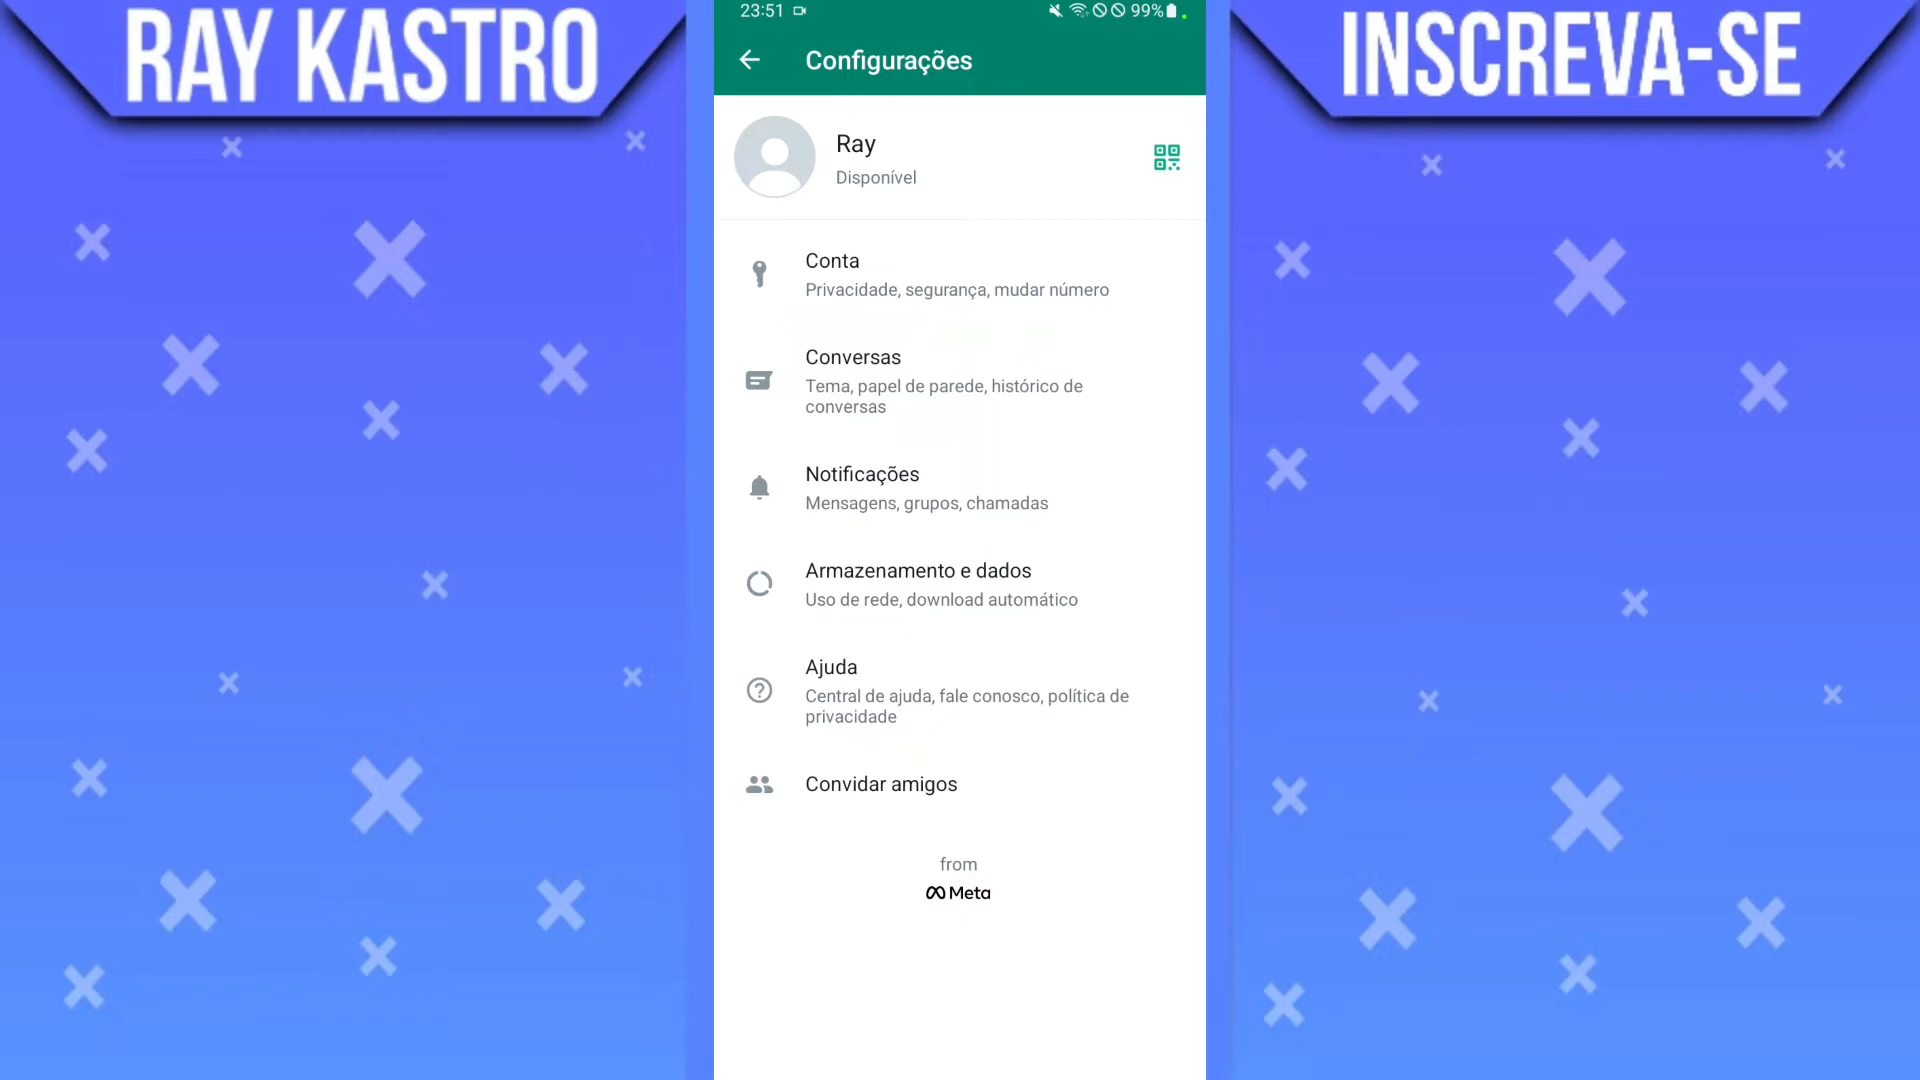 RAY KASTRO
INSCREVA-SE
23:51
99%
Configurações
Ray
Disponível
Conta
Privacidade, segurança, mudar número
Conversas
Tema, papel de parede, histórico de
conversas
Notificações
Mensagens, grupos, chamadas
Armazenamento e dados
Uso de rede, download automático
Ajuda
Central de ajuda, fale conosco, política de
privacidade
Convidar amigos
from
Meta